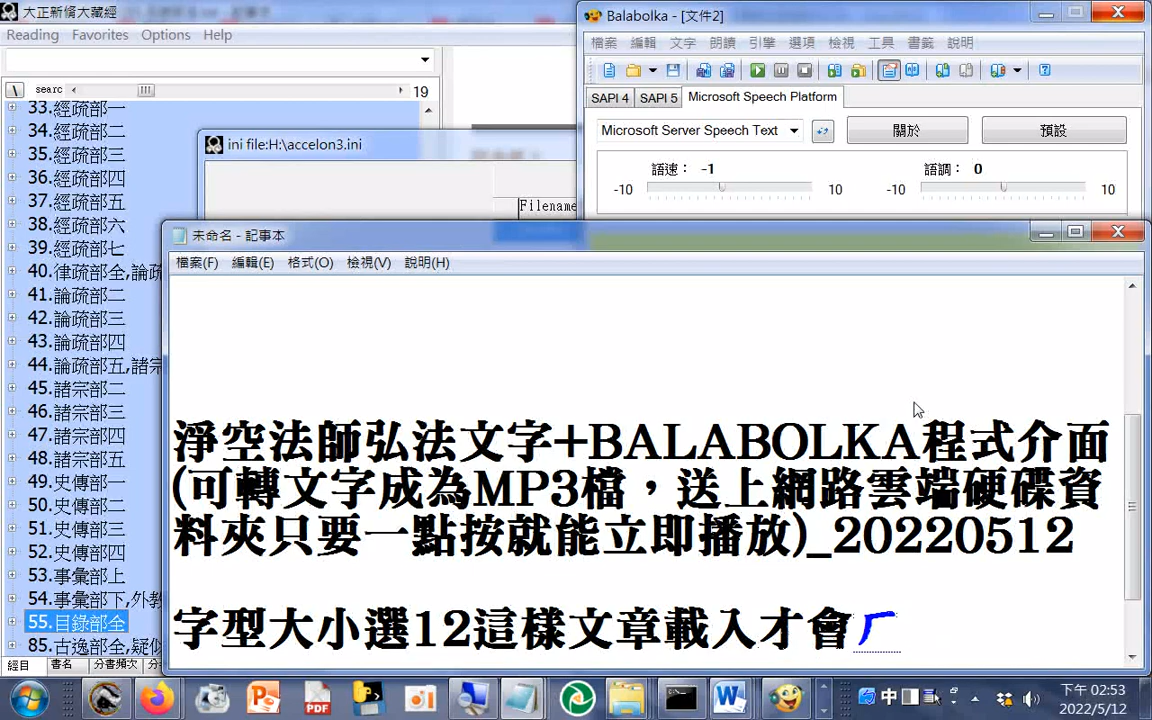 大正新脩大藏經
Reading Favorites Options Help
searc 19
33.經疏部一
34.經疏部二
35.經疏部三
36.經疏部四
37.經疏部五
38.經疏部六
39.經疏部七
40.律疏部全,論疏
41.論疏部二
42.論疏部三
43.論疏部四
44.論疏部五,諸宗
45.諸宗部二
46.諸宗部三
47.諸宗部四
48.諸宗部五
49.史傳部一
50.史傳部二
51.史傳部三
52.史傳部四
53.事彙部上
54.事彙部下,外教
55.目錄部全
85.古逸部全,疑似
經目 書名 分書頻次 分
ini file:H:\accelon3.ini
Filename
Balabolka - [文件2]
檔案 編輯 文字 朗讀 引擎 選項 檢視 工具 書籤 說明
SAPI 4 SAPI 5 Microsoft Speech Platform
Microsoft Server Speech Text 關於 預設
語速： -1 語調： 0
-10 10 -10 10
未命名 - 記事本
檔案(F) 編輯(E) 格式(O) 檢視(V) 說明(H)
淨空法師弘法文字+BALABOLKA程式介面
(可轉文字成為MP3檔，送上網路雲端硬碟資
料夾只要一點按就能立即播放)_20220512
字型大小選12這樣文章載入才會ㄏ
中
下午 02:53
2022/5/12